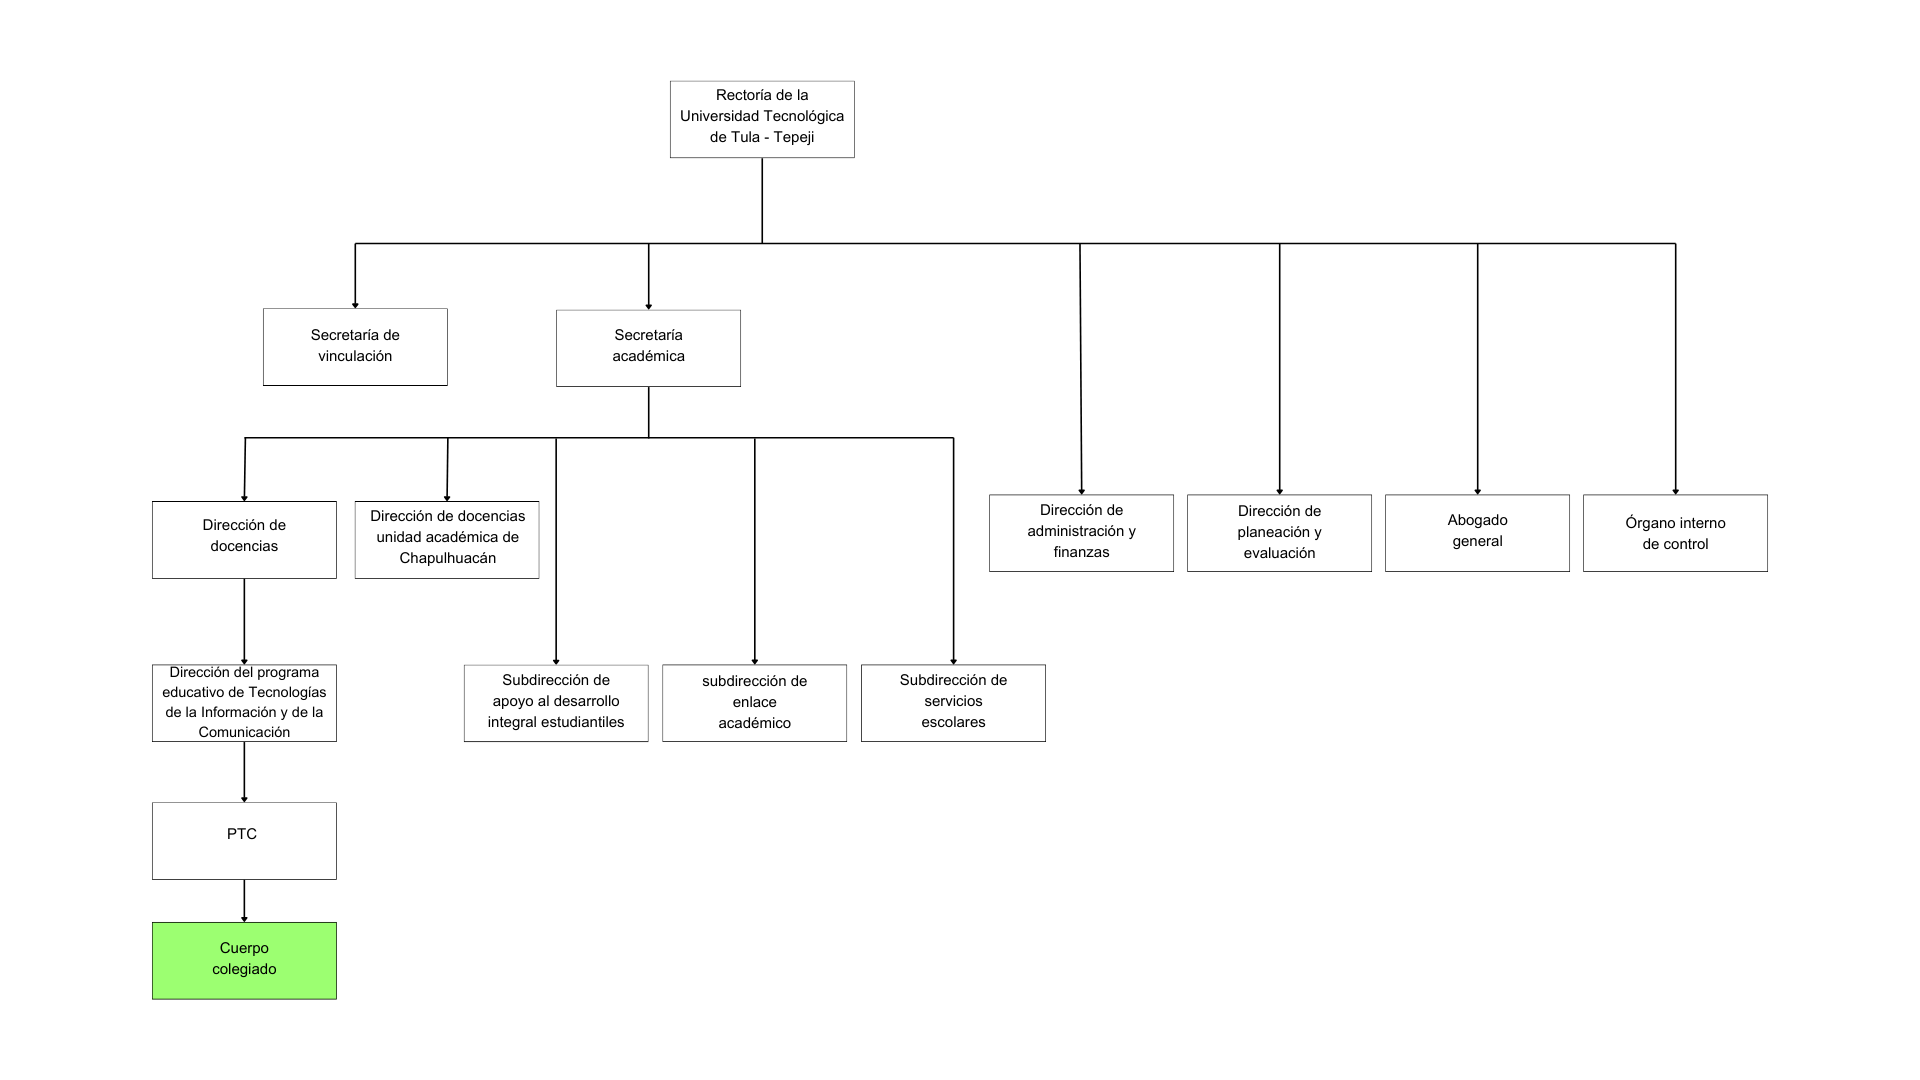 Rectoría de la
Universidad Tecnológica
de Tula - Tepeji
Secretaría de
vinculación
Secretaría
académica
Dirección de
docencias
Dirección de docencias
unidad académica de
Chapulhuacán
Dirección de
administración y
finanzas
Dirección de
planeación y
evaluación
Abogado
general
Órgano interno
de control
Dirección del programa
educativo de Tecnologías
de la Información y de la
Comunicación
Subdirección de
apoyo al desarrollo
integral estudiantiles
subdirección de
enlace
académico
Subdirección de
servicios
escolares
PTC
Cuerpo
colegiado